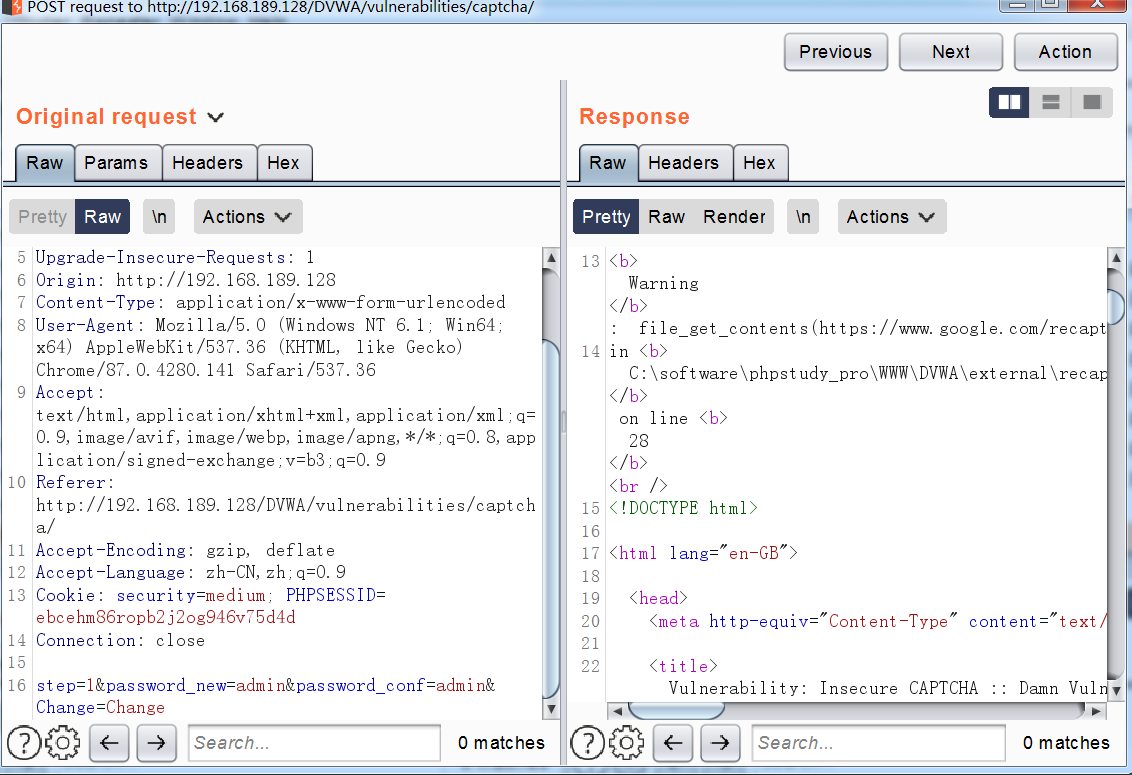 POST request to http://192.168.189.128/DVWA/vulnerabilities/captcha/
Previous Next Action
Original request
Raw Params Headers Hex
Pretty Raw \n Actions
5 Upgrade-Insecure-Requests: 1
6 Origin: http://192.168.189.128
7 Content-Type: application/x-www-form-urlencoded
8 User-Agent: Mozilla/5.0 (Windows NT 6.1; Win64;
x64) AppleWebKit/537.36 (KHTML, like Gecko)
Chrome/87.0.4280.141 Safari/537.36
9 Accept:
text/html,application/xhtml+xml,application/xml;q=
0.9,image/avif,image/webp,image/apng,*/*;q=0.8,app
lication/signed-exchange;v=b3;q=0.9
10 Referer:
http://192.168.189.128/DVWA/vulnerabilities/captch
a/
11 Accept-Encoding: gzip, deflate
12 Accept-Language: zh-CN,zh;q=0.9
13 Cookie: security=medium; PHPSESSID=
ebcehm86ropb2j2og946v75d4d
14 Connection: close
15
16 step=1&password_new=admin&password_conf=admin&
Change=Change
? Search... 0 matches
Response
Raw Headers Hex
Pretty Raw Render \n Actions
13 <b>
Warning
</b>
: file_get_contents(https://www.google.com/recapt
14 in <b>
C:\software\phpstudy_pro\WWW\DVWA\external\recap
</b>
on line <b>
28
</b>
<br />
15 <!DOCTYPE html>
16
17 <html lang="en-GB">
18
19 <head>
20 <meta http-equiv="Content-Type" content="text/
21
22 <title>
Vulnerability: Insecure CAPTCHA :: Damn Vuln
? Search... 0 matches